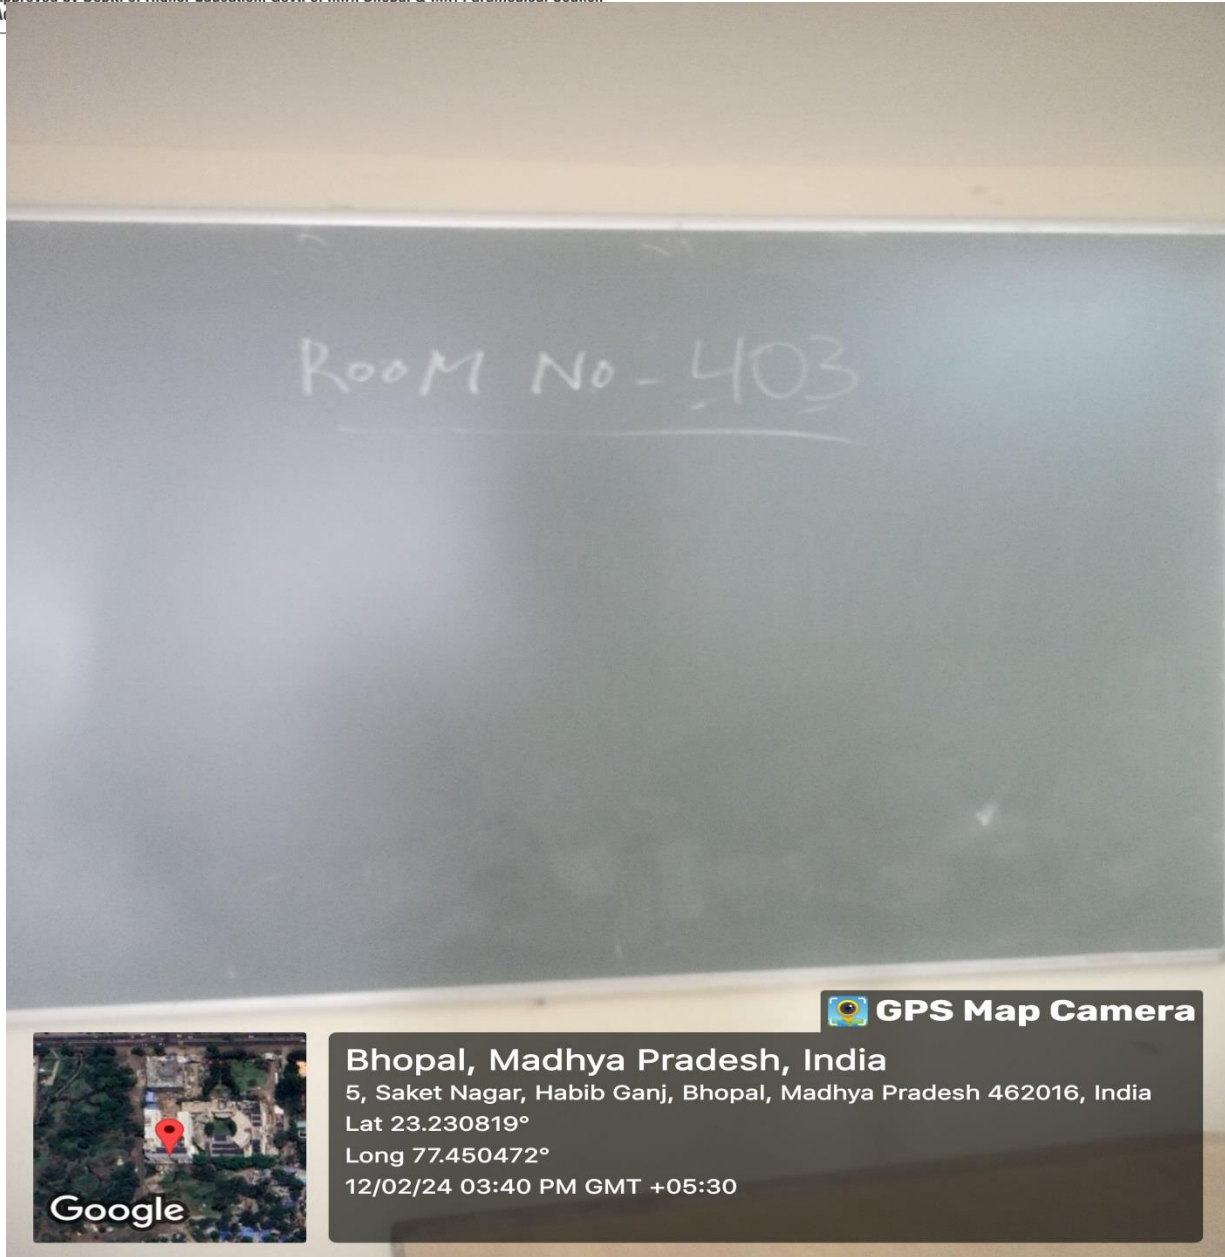 RooM No - 403
GPS Map Camera
Bhopal, Madhya Pradesh, India
5, Saket Nagar, Habib Ganj, Bhopal, Madhya Pradesh 462016, India
Lat 23.230819°
Long 77.450472°
12/02/24 03:40 PM GMT +05:30
Google